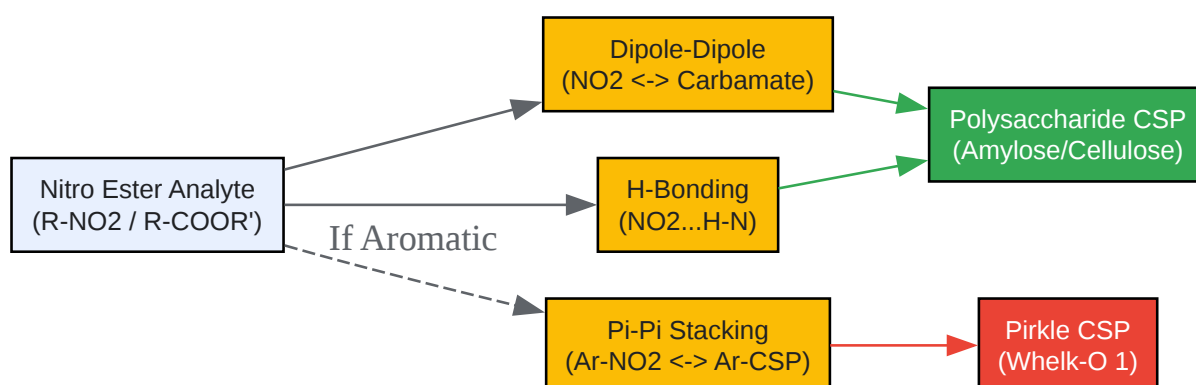 Dipole-Dipole
(NO2 <-> Carbamate)
Polysaccharide CSP
(Amylose/Cellulose)
Nitro Ester Analyte
(R-NO2 / R-COOR')
H-Bonding
(NO2...H-N)
If Aromatic
Pi-Pi Stacking
(Ar-NO2 <-> Ar-CSP)
Pirkle CSP
(Whelk-O 1)